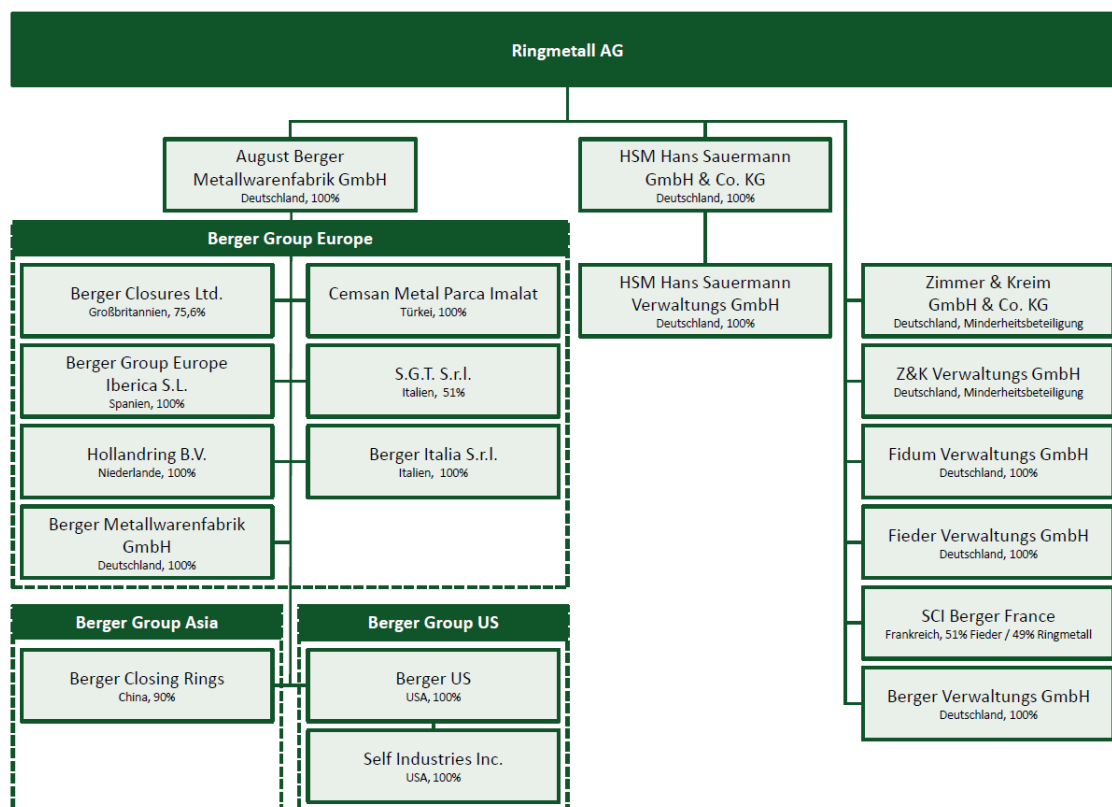 Ringmetall AG
August Berger
Metallwarenfabrik GmbH
Deutschland, 100%
HSM Hans Sauermann
GmbH & Co. KG
Deutschland, 100%
Berger Group Europe
Berger Closures Ltd.
Großbritannien, 75,6%
Cemsan Metal Parca Imalat
Türkei, 100%
Berger Group Europe
Iberica S.L.
Spanien, 100%
S.G.T. S.r.l.
Italien, 51%
Hollandring B.V.
Niederlande, 100%
Berger Italia S.r.l.
Italien, 100%
Berger Metallwarenfabrik
GmbH
Deutschland, 100%
HSM Hans Sauermann
Verwaltungs GmbH
Deutschland, 100%
Zimmer & Kreim
GmbH & Co. KG
Deutschland, Minderheitsbeteiligung
Z&K Verwaltungs GmbH
Deutschland, Minderheitsbeteiligung
Fidum Verwaltungs GmbH
Deutschland, 100%
Fieder Verwaltungs GmbH
Deutschland, 100%
SCI Berger France
Frankreich, 51% Fieder / 49% Ringmetall
Berger Verwaltungs GmbH
Deutschland, 100%
Berger Group Asia
Berger Closing Rings
China, 90%
Berger Group US
Berger US
USA, 100%
Self Industries Inc.
USA, 100%